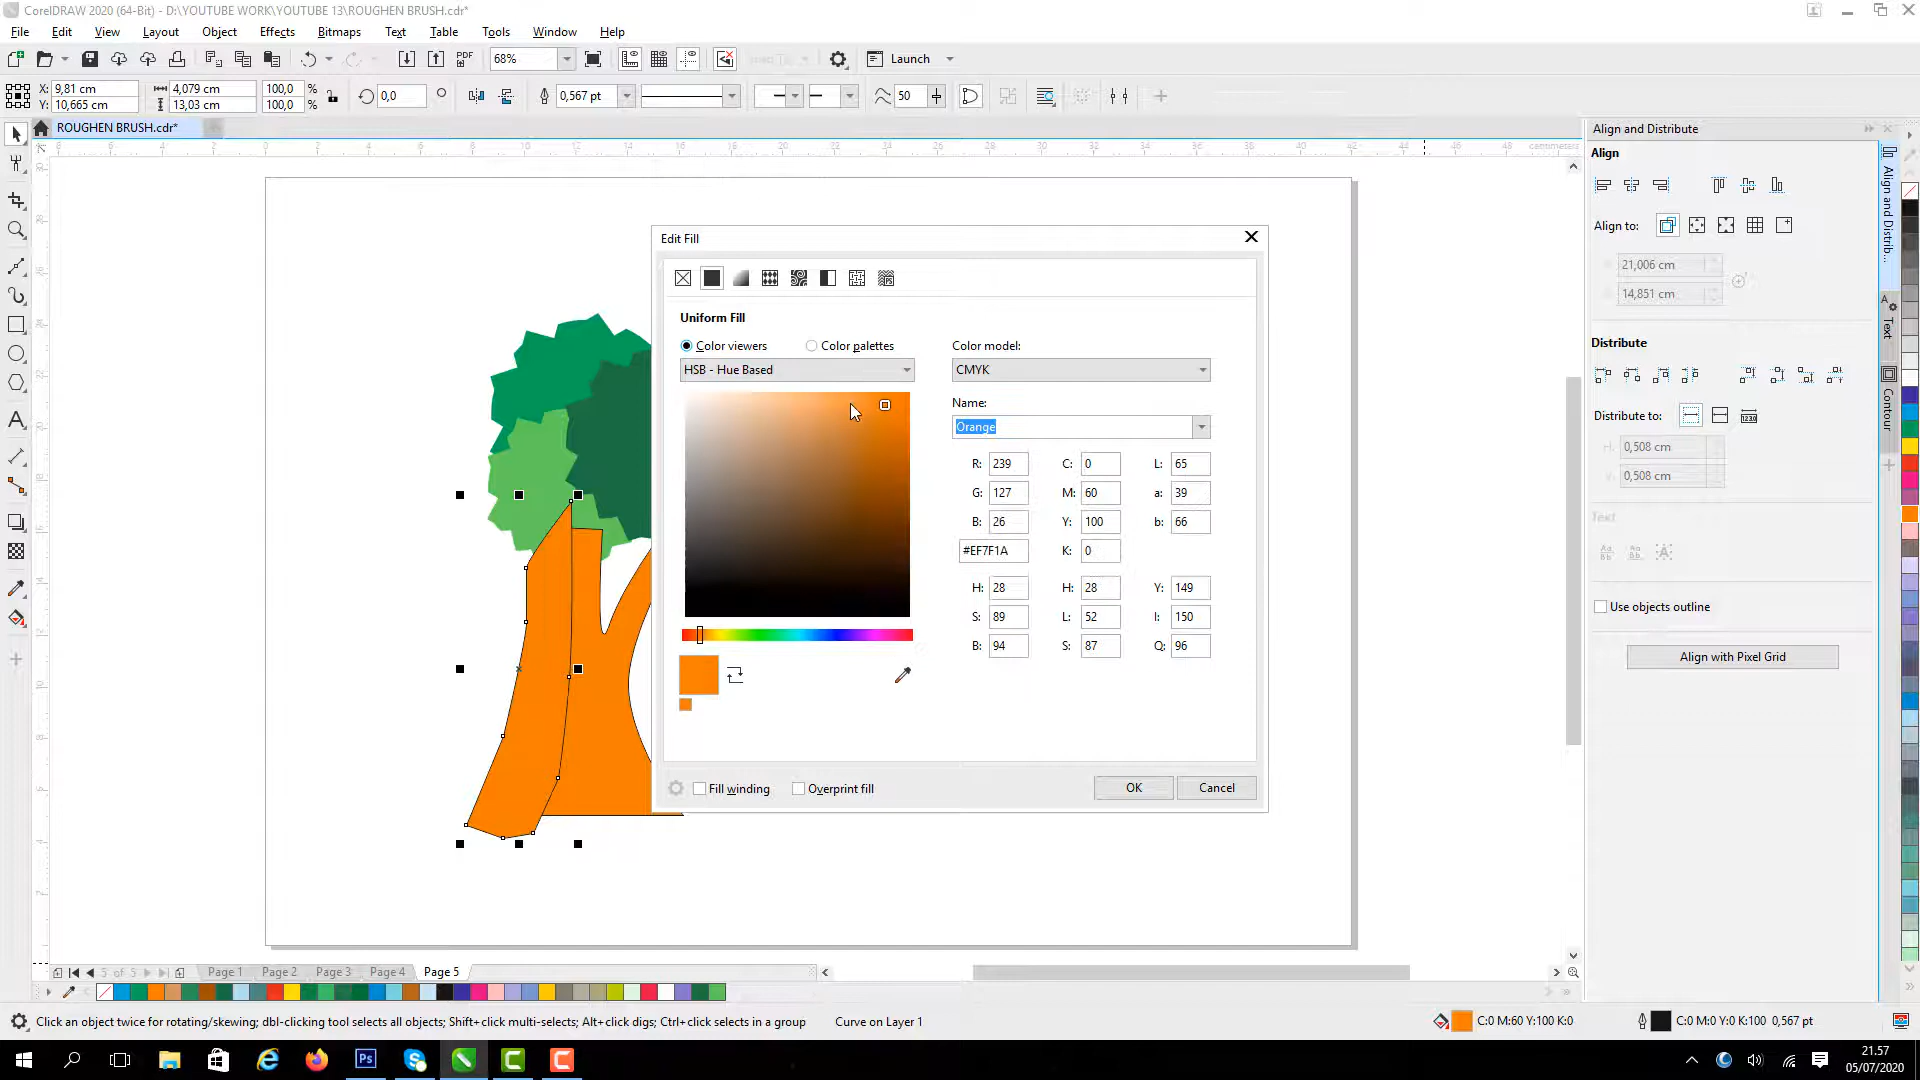 CorelDRAW 2020 (64-Bit) - D:\YOUTUBE WORK\YOUTUBE 13\ROUGHEN BRUSH.cdr*
File Edit View Layout Object Effects Bitmaps Text Table Tools Window Help
PDF 68% Launch
X: 9,81 cm 4,079 cm 100,0 % 0,0 0,567 pt 50
Y: 10,665 cm 13,03 cm 100,0 %
ROUGHEN BRUSH.cdr*
Align and Distribute
Align
Align to:
21,006 cm
14,851 cm
Distribute
Distribute to:
0,508 cm
0,508 cm
Text
Use objects outline
Align with Pixel Grid
Align and Distrib...
Text
Contour
Edit Fill
Uniform Fill
Color viewers Color palettes Color model:
HSB - Hue Based CMYK
Name:
Orange
R: 239 C: 0 L: 65
G: 127 M: 60 a: 39
B: 26 Y: 100 b: 66
#EF7F1A K: 0
H: 28 H: 28 Y: 149
S: 89 L: 52 I: 150
B: 94 S: 87 Q: 96
Fill winding Overprint fill OK Cancel
5 of 5 Page 1 Page 2 Page 3 Page 4 Page 5
Click an object twice for rotating/skewing; dbl-clicking tool selects all objects; Shift+click multi-selects; Alt+click digs; Ctrl+click selects in a group Curve on Layer 1 C:0 M:60 Y:100 K:0 C:0 M:0 Y:0 K:100 0,567 pt
21.57
05/07/2020